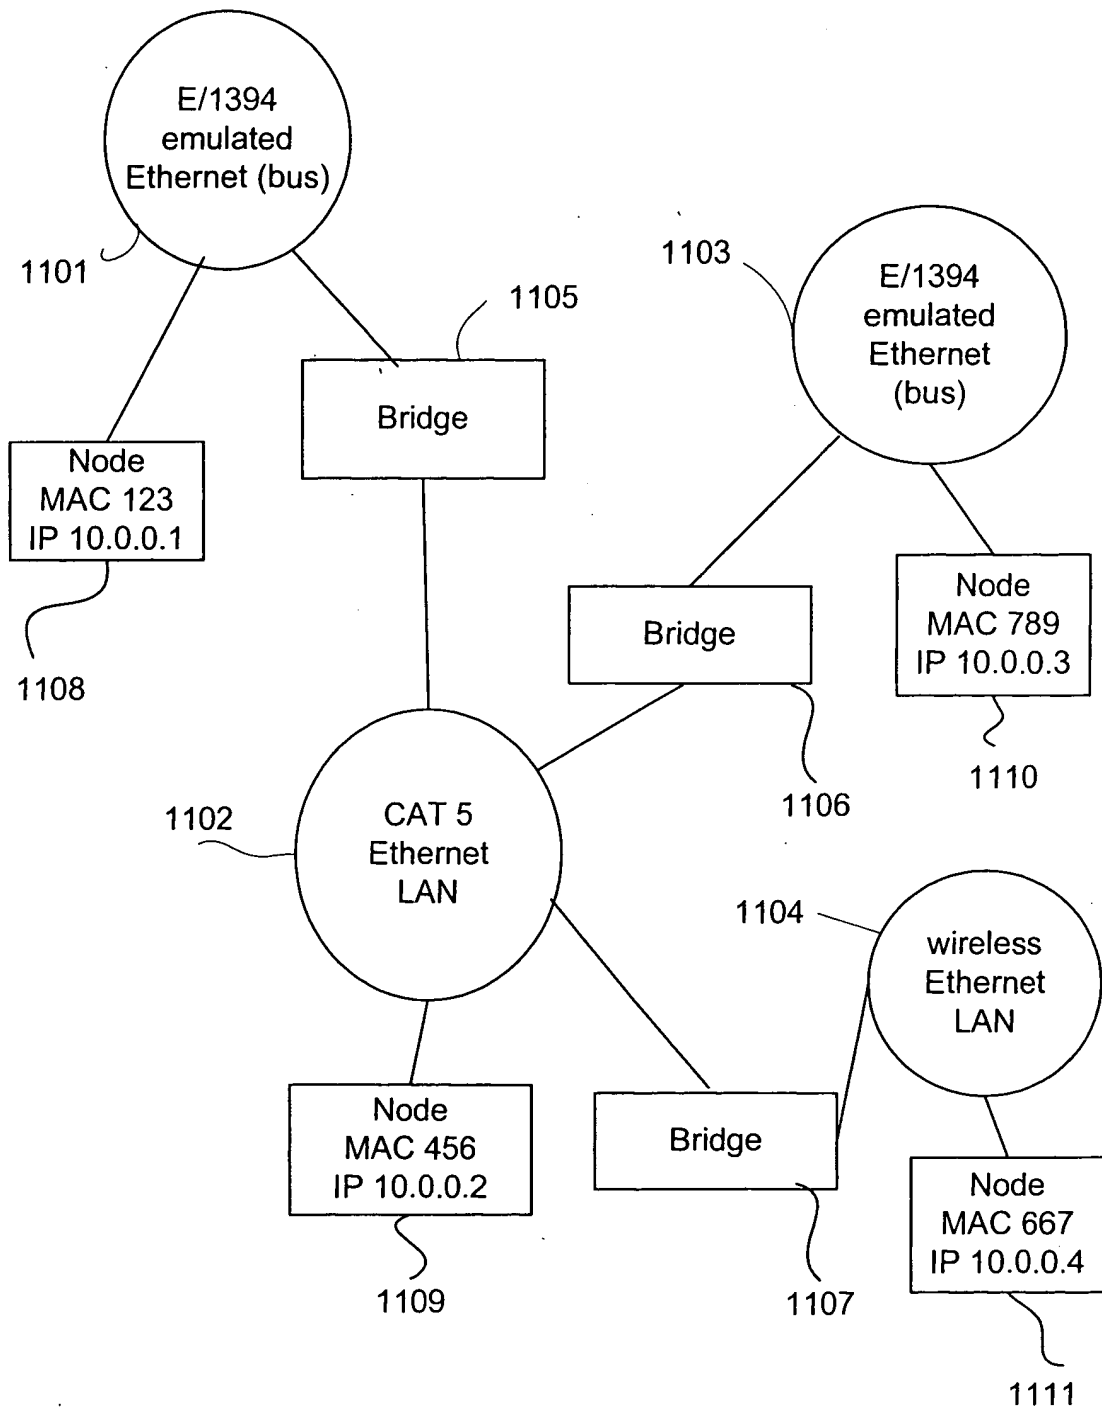 E/1394
emulated
Ethernet (bus)
1101
1103
E/1394
emulated
Ethernet
(bus)
1105
Bridge
Node
MAC 123
IP 10.0.0.1
1108
Bridge
1106
Node
MAC 789
IP 10.0.0.3
1110
1102
CAT 5
Ethernet
LAN
1104
wireless
Ethernet
LAN
Node
MAC 456
IP 10.0.0.2
1109
Bridge
1107
Node
MAC 667
IP 10.0.0.4
1111